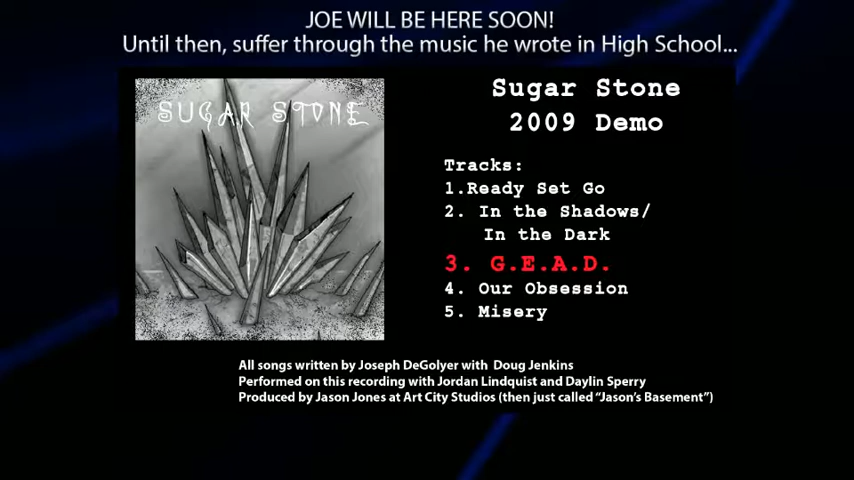 JOE WILL BE HERE SOON!
Until then, suffer through the music he wrote in High School...
SUGAR STONE
Sugar Stone
2009 Demo
Tracks:
1.Ready Set Go
2. In the Shadows/
In the Dark
3. G.E.A.D.
4. Our Obsession
5. Misery
All songs written by Joseph DeGolyer with Doug Jenkins
Performed on this recording with Jordan Lindquist and Daylin Sperry
Produced by Jason Jones at Art City Studios (then just called “Jason’s Basement”)